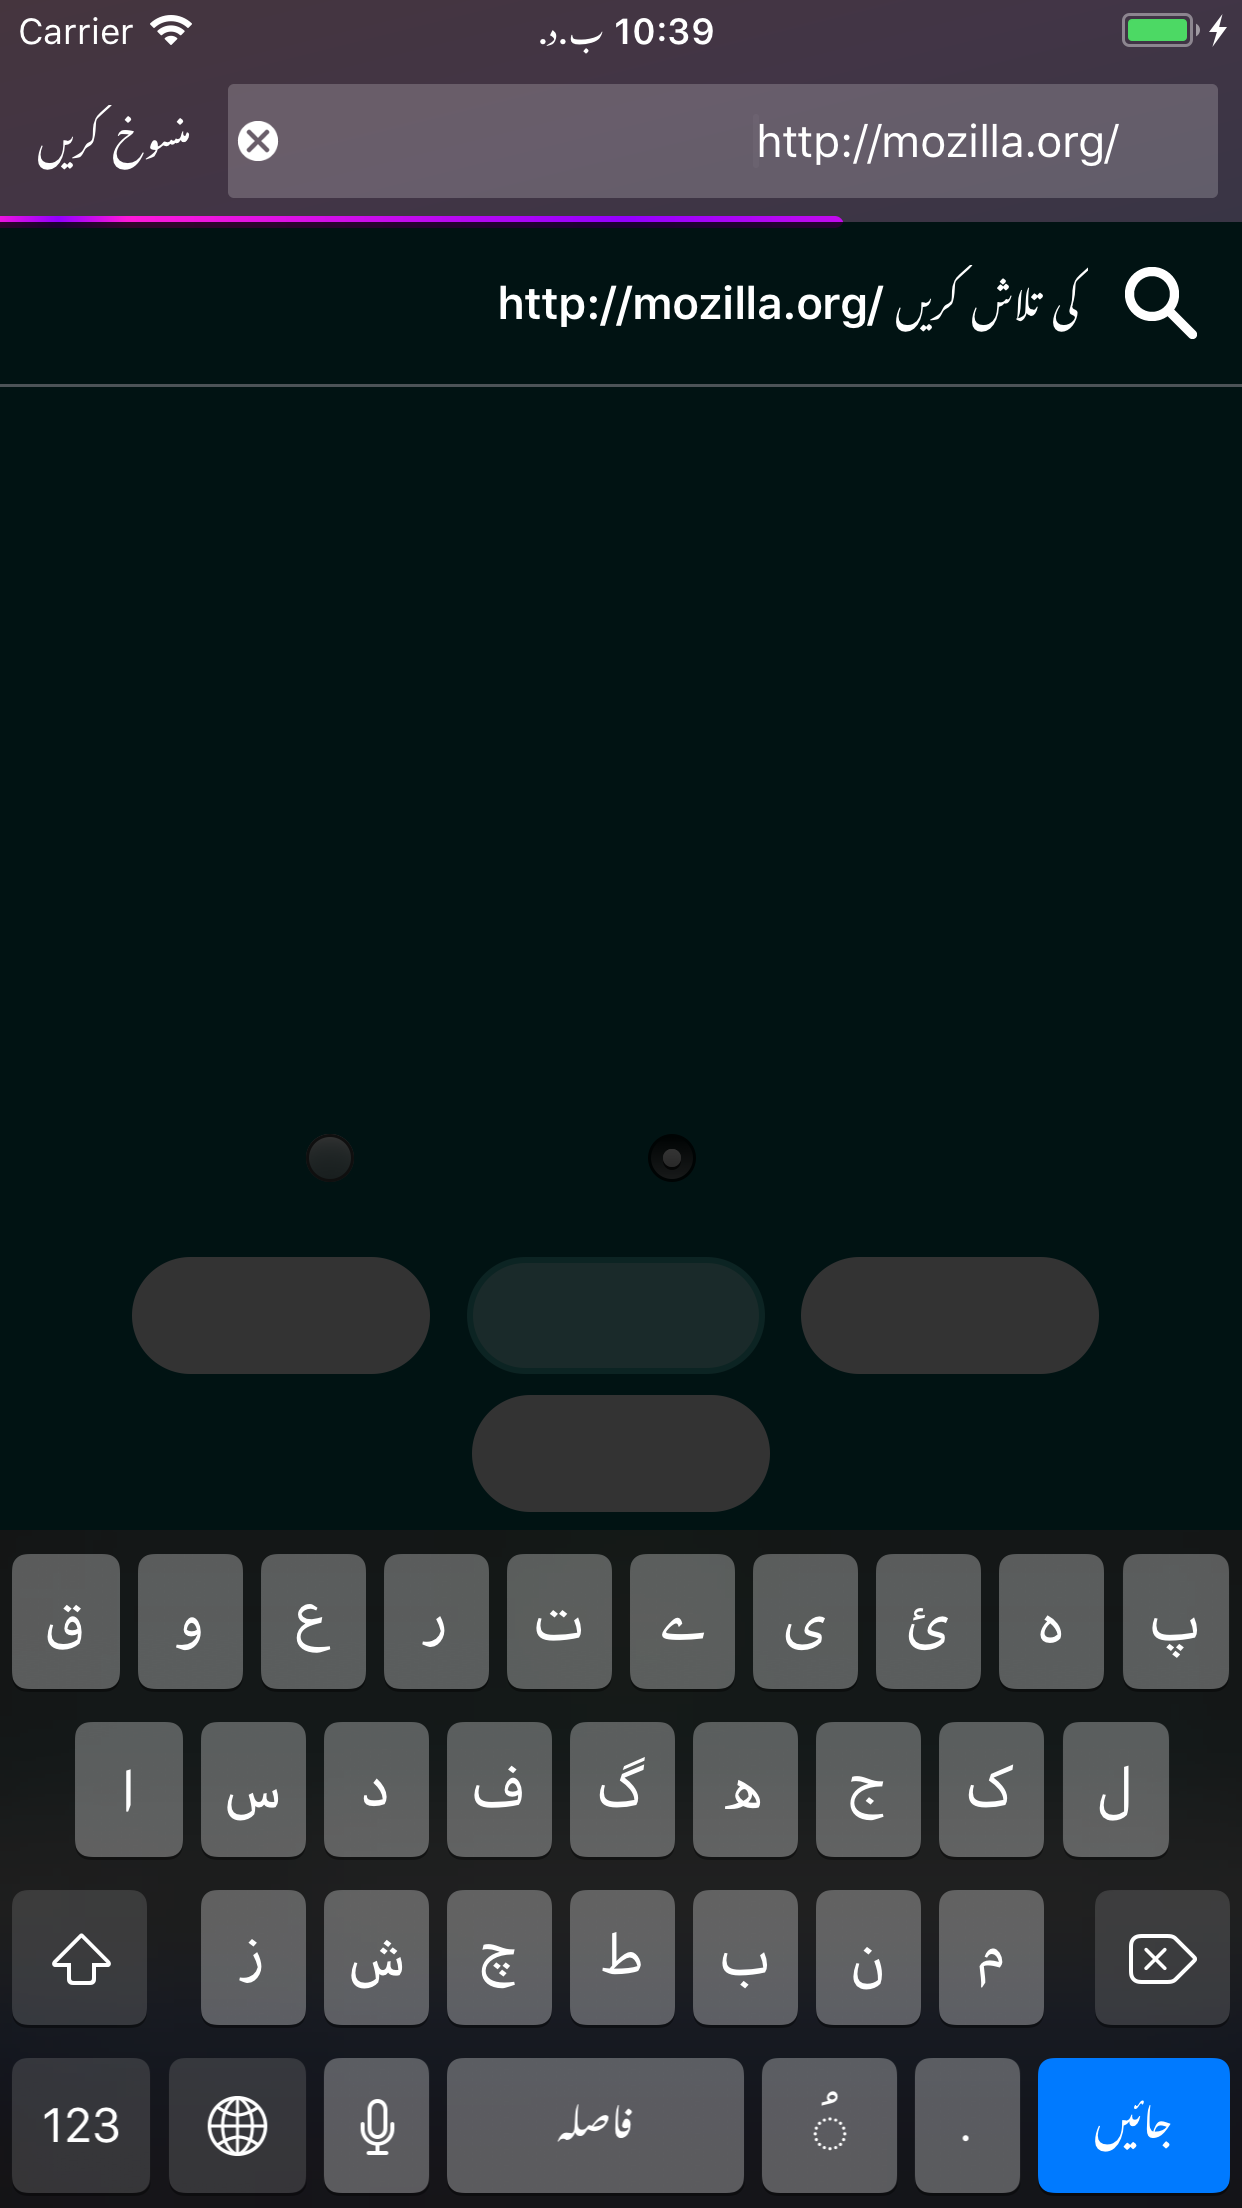 Carrier 10:39 ب.د.
منسوخ کریں http://mozilla.org/
http://mozilla.org/ کی تلاش کریں
ق و ع ر ت ے ی ئ ہ پ
ا س د ف گ ھ ج ک ل
ز ش چ ط ب ن م
123 فاصلہ ُ . جائیں